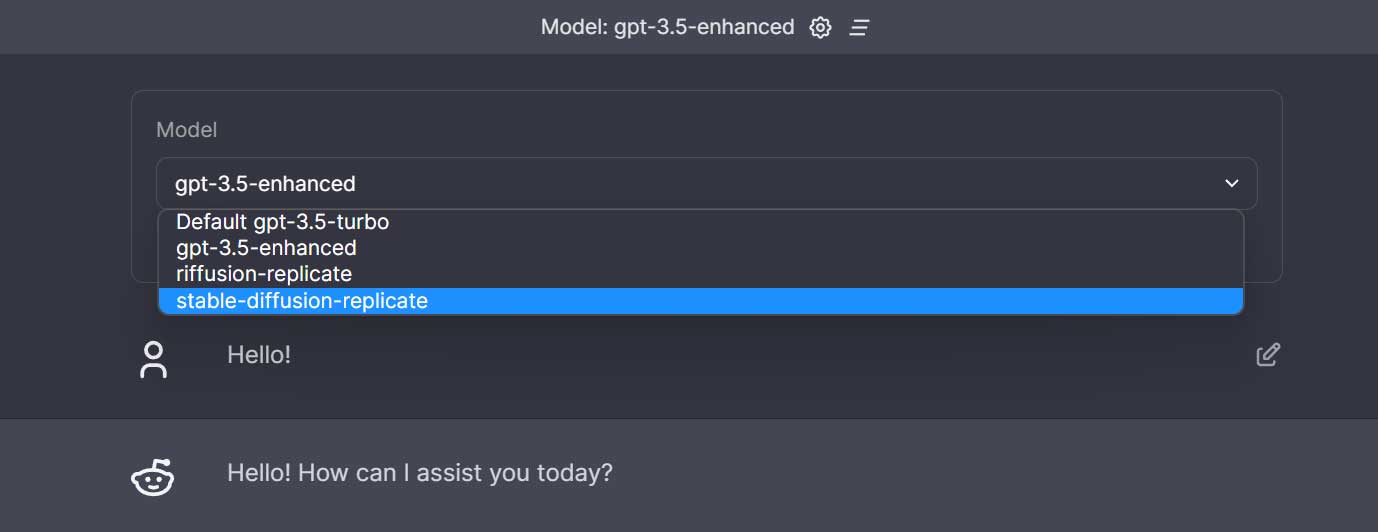 Model: gpt-3.5-enhanced
Model
gpt-3.5-enhanced
Default gpt-3.5-turbo
gpt-3.5-enhanced
riffusion-replicate
stable-diffusion-replicate
Hello!
Hello! How can I assist you today?